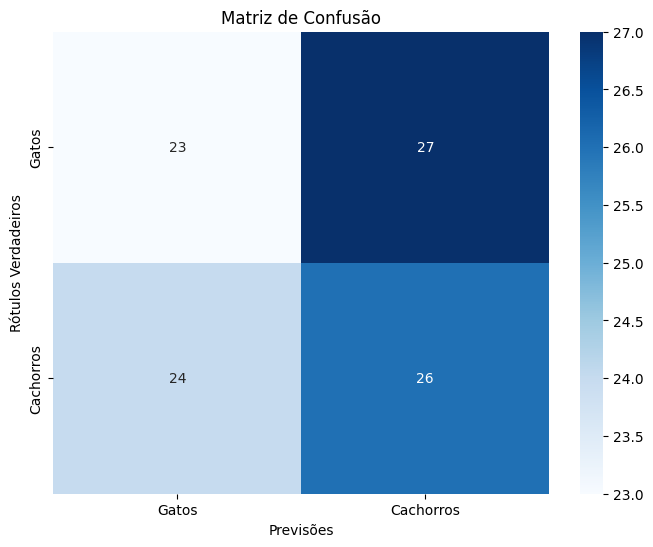 Matriz de Confusão
Rótulos Verdadeiros
Gatos
Cachorros
23
27
24
26
Gatos
Cachorros
Previsões
27.0
26.5
26.0
25.5
25.0
24.5
24.0
23.5
23.0